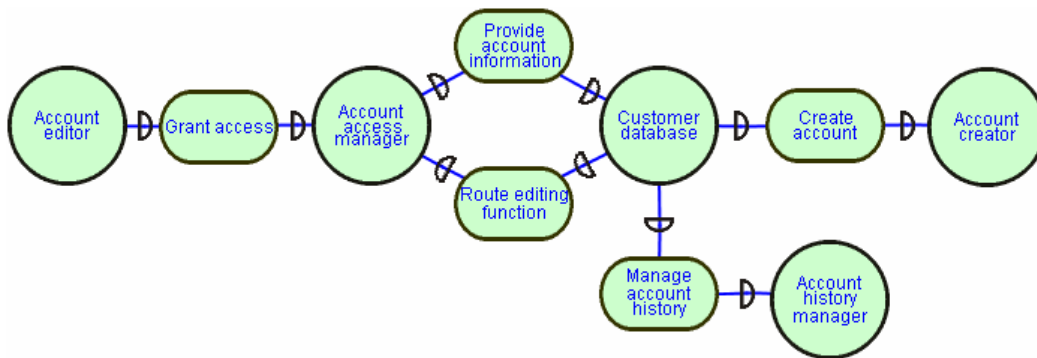 Provide
account
information
Account
editor
Grant access
Account
access
manager
Customer
database
Create
account
Account
creator
Route editing
function
Manage
account
history
Account
history
manager